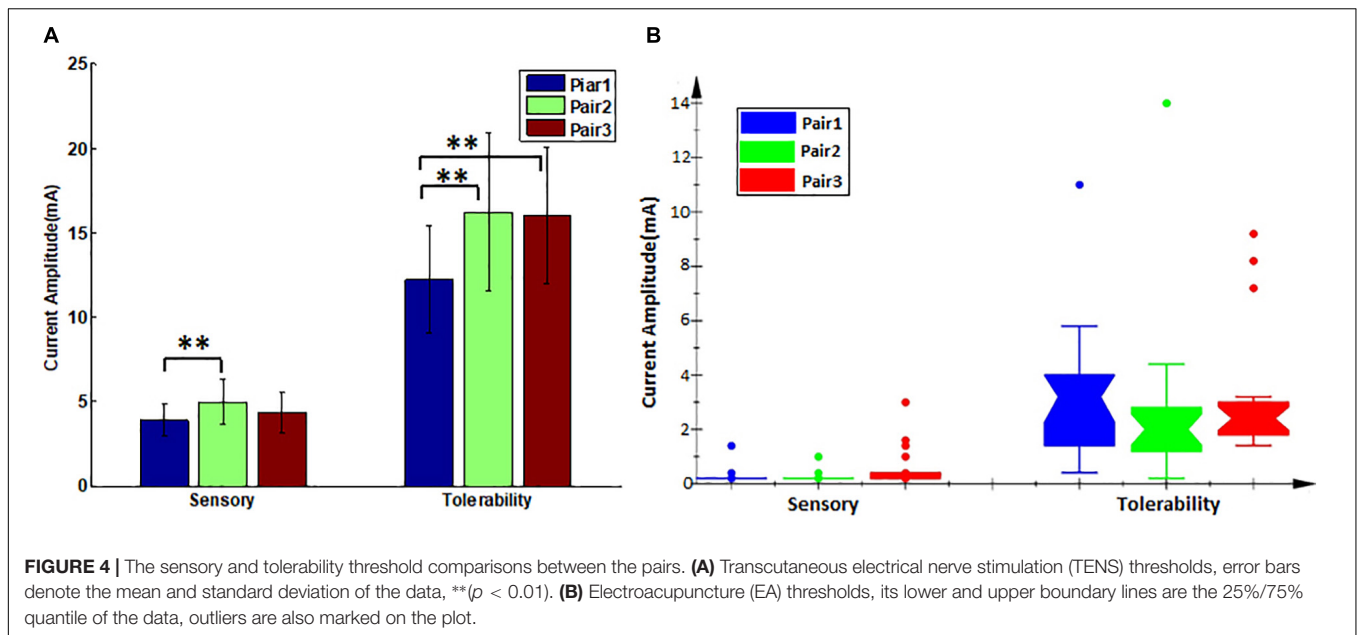 A
25
20
15
10
5
0
Current Amplitude(mA)
Piar1
Pair2
Pair3
**
**
**
Sensory
Tolerability
B
14
12
10
8
6
4
2
0
Current Amplitude(mA)
Pair1
Pair2
Pair3
Sensory
Tolerability
FIGURE 4 | The sensory and tolerability threshold comparisons between the pairs. (A) Transcutaneous electrical nerve stimulation (TENS) thresholds, error bars
denote the mean and standard deviation of the data, **(p < 0.01). (B) Electroacupuncture (EA) thresholds, its lower and upper boundary lines are the 25%/75%
quantile of the data, outliers are also marked on the plot.